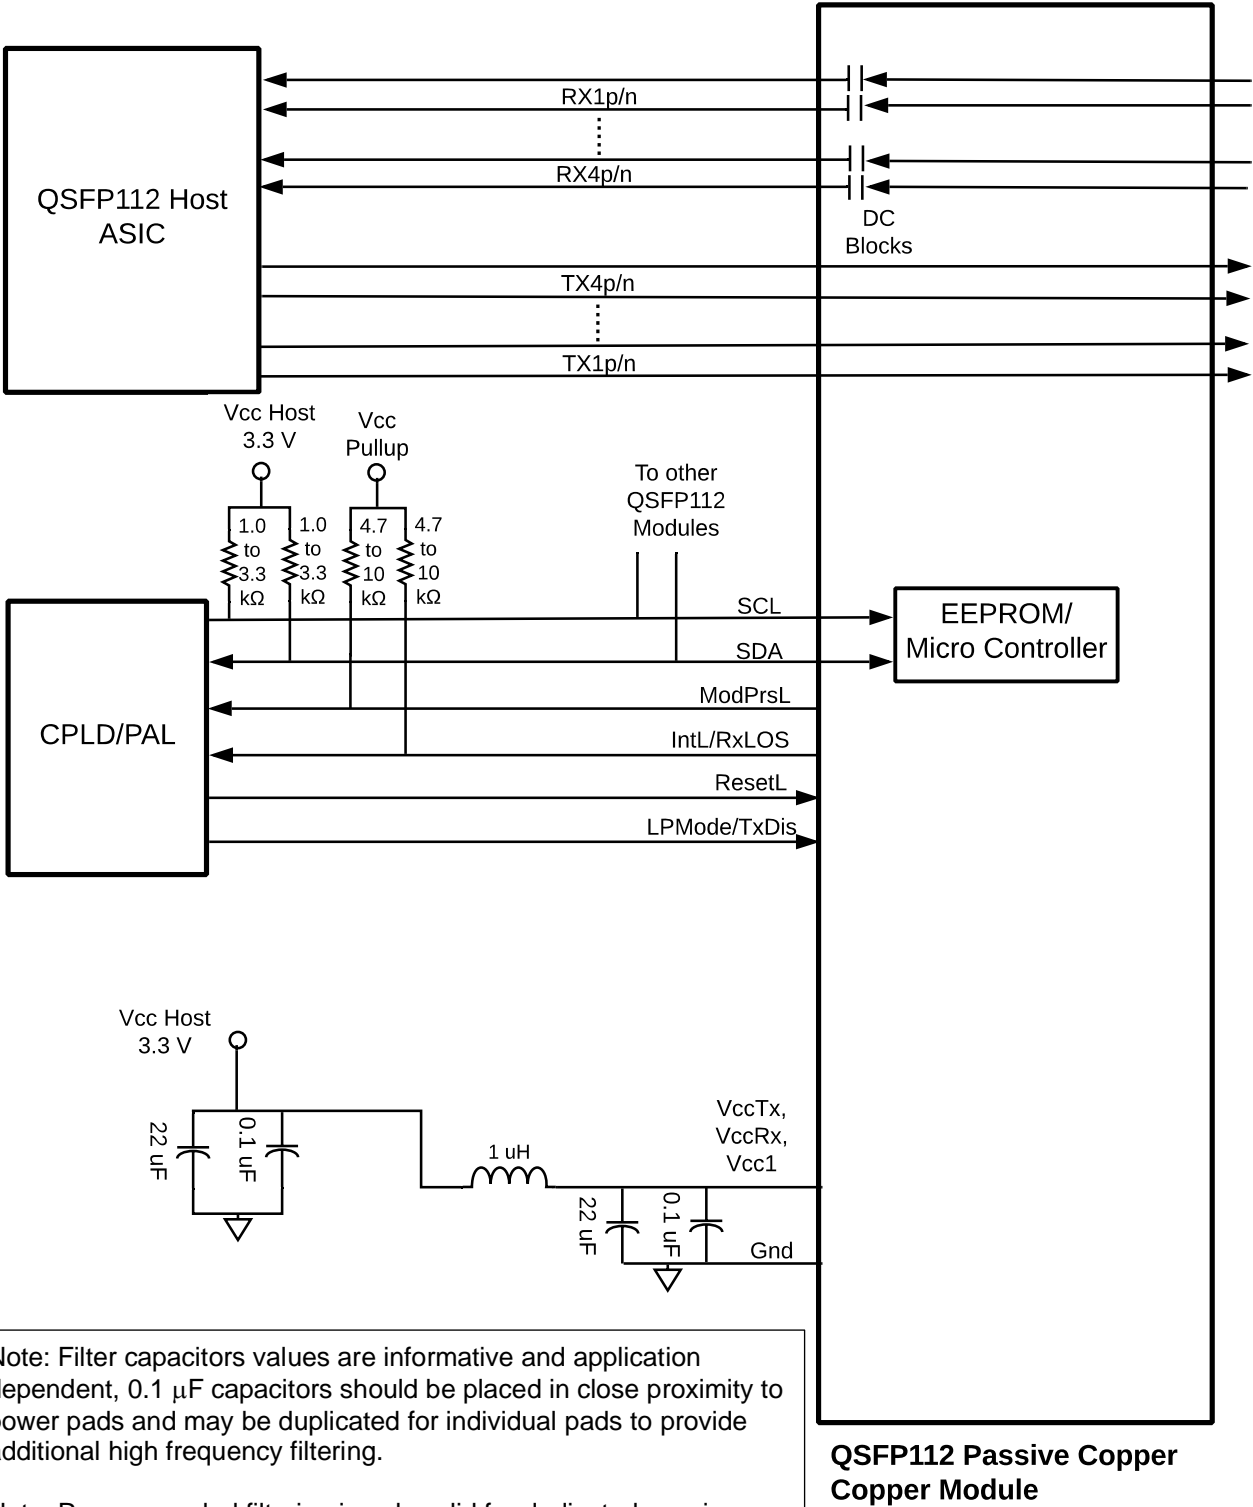 QSFP112 Host
ASIC
RX1p/n
RX4p/n
DC
Blocks
TX4p/n
TX1p/n
Vcc Host
3.3 V
Vcc
Pullup
1.0
to
3.3
kΩ
1.0
to
3.3
kΩ
4.7
to
10
kΩ
4.7
to
10
kΩ
To other
QSFP112
Modules
SCL
SDA
ModPrsL
IntL/RxLOS
ResetL
LPMode/TxDis
EEPROM/
Micro Controller
CPLD/PAL
Vcc Host
3.3 V
22 uF
0.1 uF
1 uH
VccTx,
VccRx,
Vcc1
22 uF
0.1 uF
Gnd
Note: Filter capacitors values are informative and application
dependent, 0.1 µF capacitors should be placed in close proximity to
power pads and may be duplicated for individual pads to provide
additional high frequency filtering.
QSFP112 Passive Copper
Copper Module